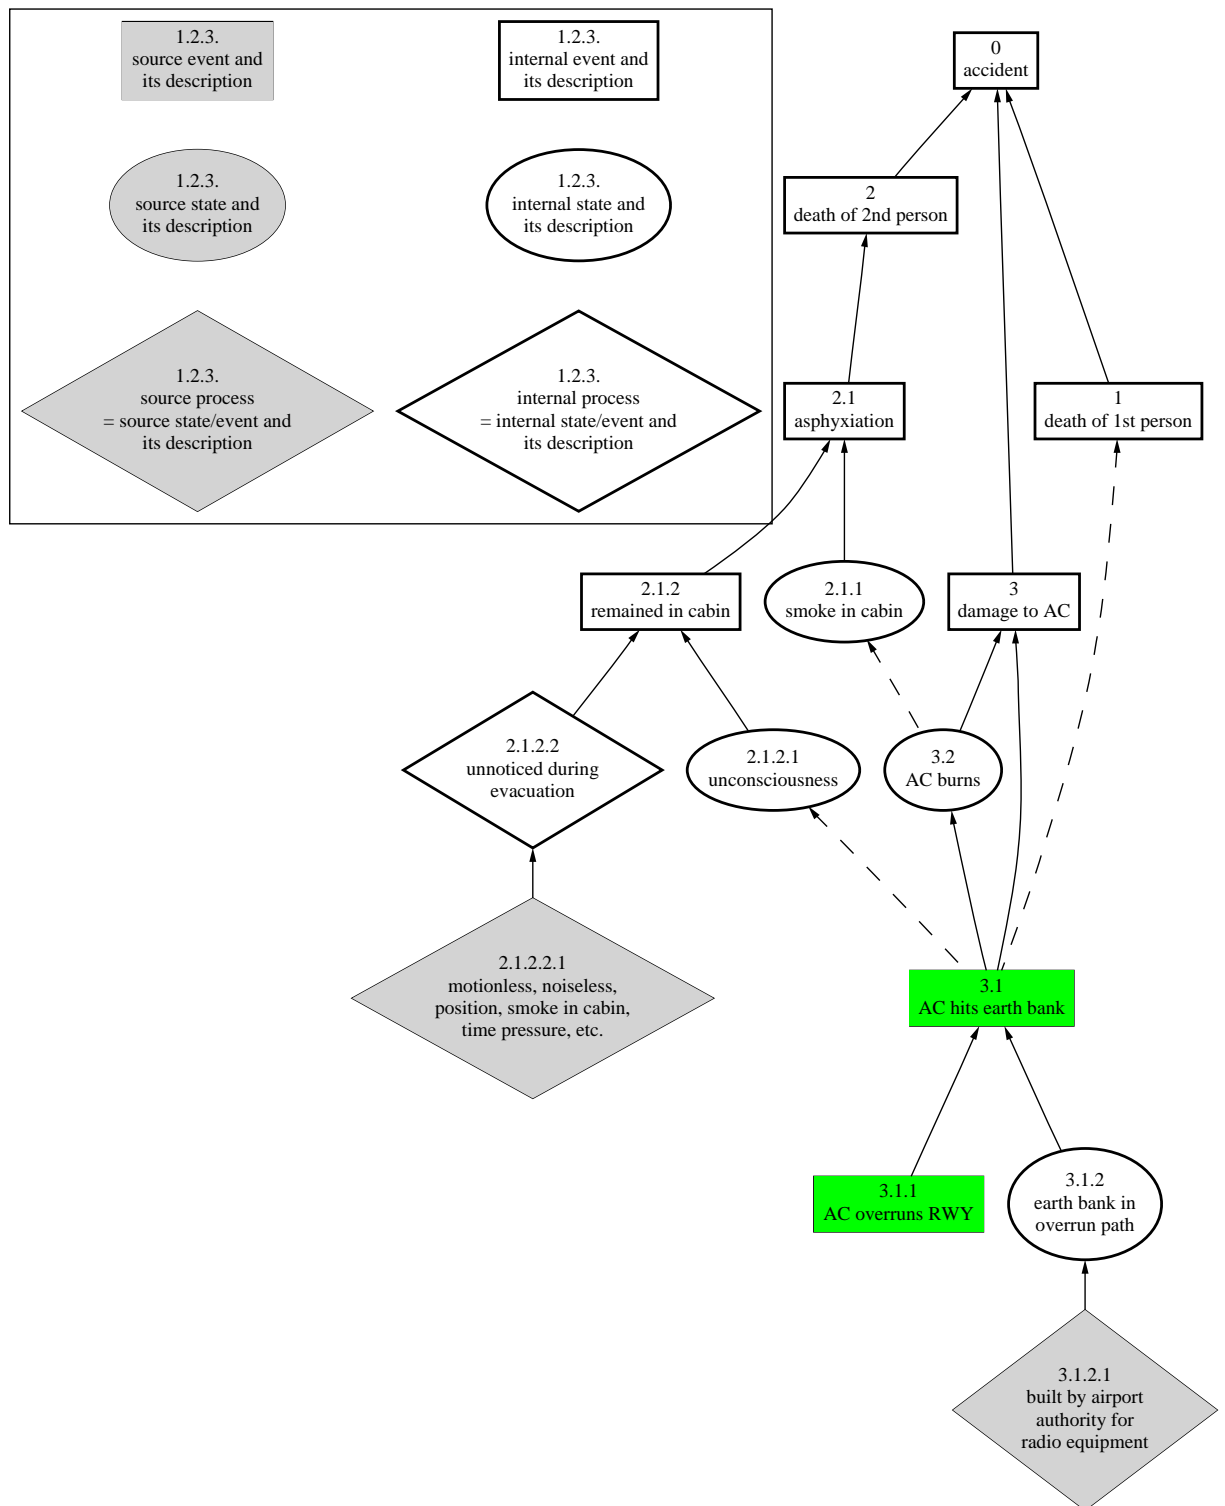 1.2.3.
source event and
its description
1.2.3.
internal event and
its description
1.2.3.
source state and
its description
1.2.3.
internal state and
its description
1.2.3.
source process
= source state/event and
its description
1.2.3.
internal process
= internal state/event and
its description
0
accident
2
death of 2nd person
2.1
asphyxiation
1
death of 1st person
2.1.2
remained in cabin
2.1.1
smoke in cabin
3
damage to AC
2.1.2.2
unnoticed during
evacuation
2.1.2.1
unconsciousness
3.2
AC burns
2.1.2.2.1
motionless, noiseless,
position, smoke in cabin,
time pressure, etc.
3.1
AC hits earth bank
3.1.1
AC overruns RWY
3.1.2
earth bank in
overrun path
3.1.2.1
built by airport
authority for
radio equipment